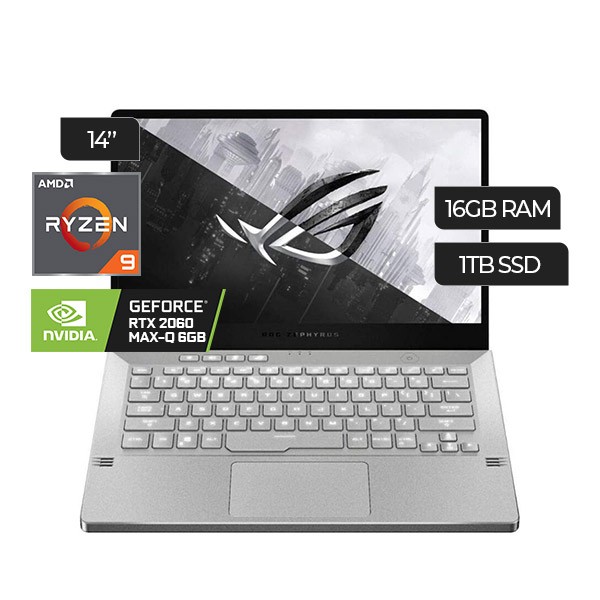 14”
AMD
RYZEN
9
16GB RAM
1TB SSD
NVIDIA.
GEFORCE®
RTX 2060
MAX-Q 6GB
ROG ZEPHYRUS